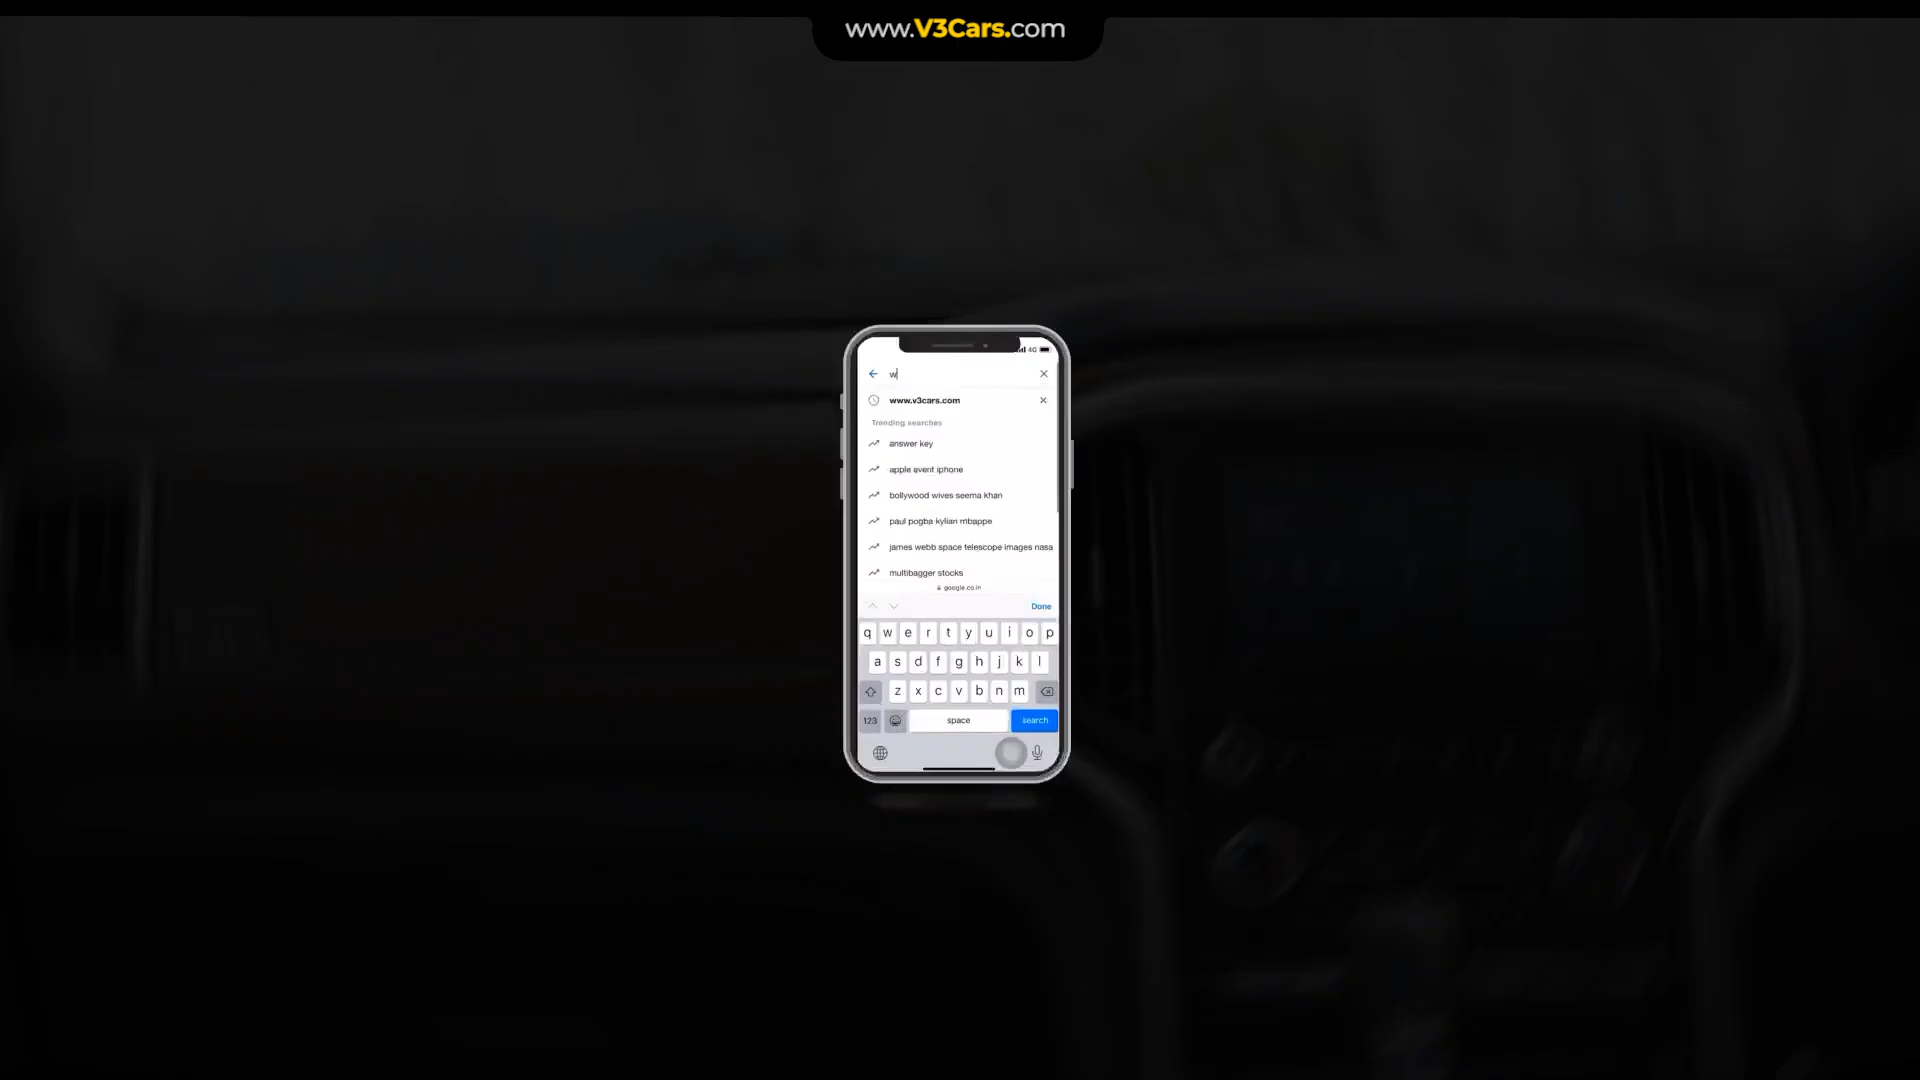 www.V3Cars.com
4G
w
www.v3cars.com
Trending searches
answer key
apple event iphone
bollywood wives seema khan
paul pogba kylian mbappe
james webb space telescope images nasa
multibagger stocks
google.co.in
Done
q w e r t y u i o p
a s d f g h j k l
z x c v b n m
123 space search